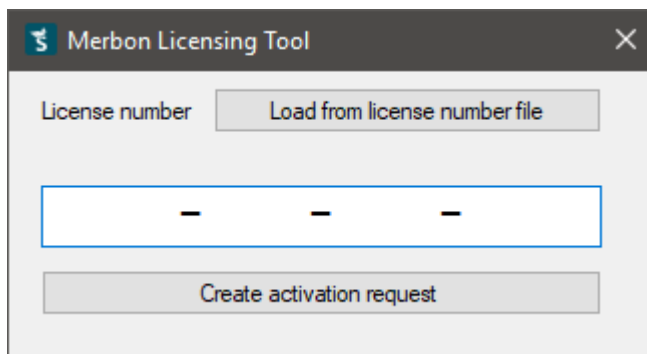 Merbon Licensing Tool
License number Load from license number file
– – –
Create activation request